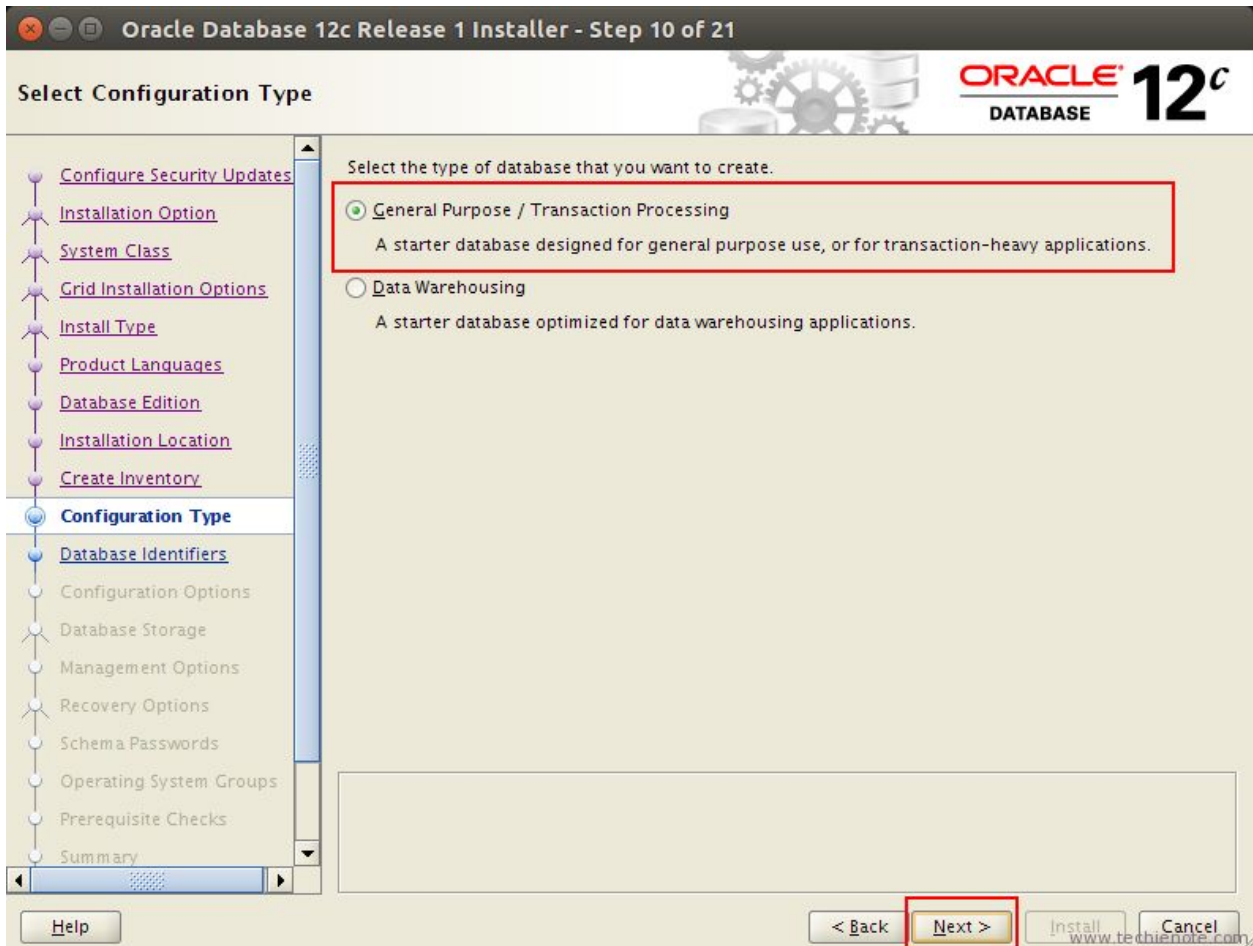 Oracle Database 12c Release 1 Installer - Step 10 of 21
Select Configuration Type
ORACLE DATABASE 12c
Configure Security Updates
Installation Option
System Class
Grid Installation Options
Install Type
Product Languages
Database Edition
Installation Location
Create Inventory
Configuration Type
Database Identifiers
Configuration Options
Database Storage
Management Options
Recovery Options
Schema Passwords
Operating System Groups
Prerequisite Checks
Summary
Select the type of database that you want to create.
General Purpose / Transaction Processing
A starter database designed for general purpose use, or for transaction-heavy applications.
Data Warehousing
A starter database optimized for data warehousing applications.
Help
< Back
Next >
Install
Cancel
www.techienote.com